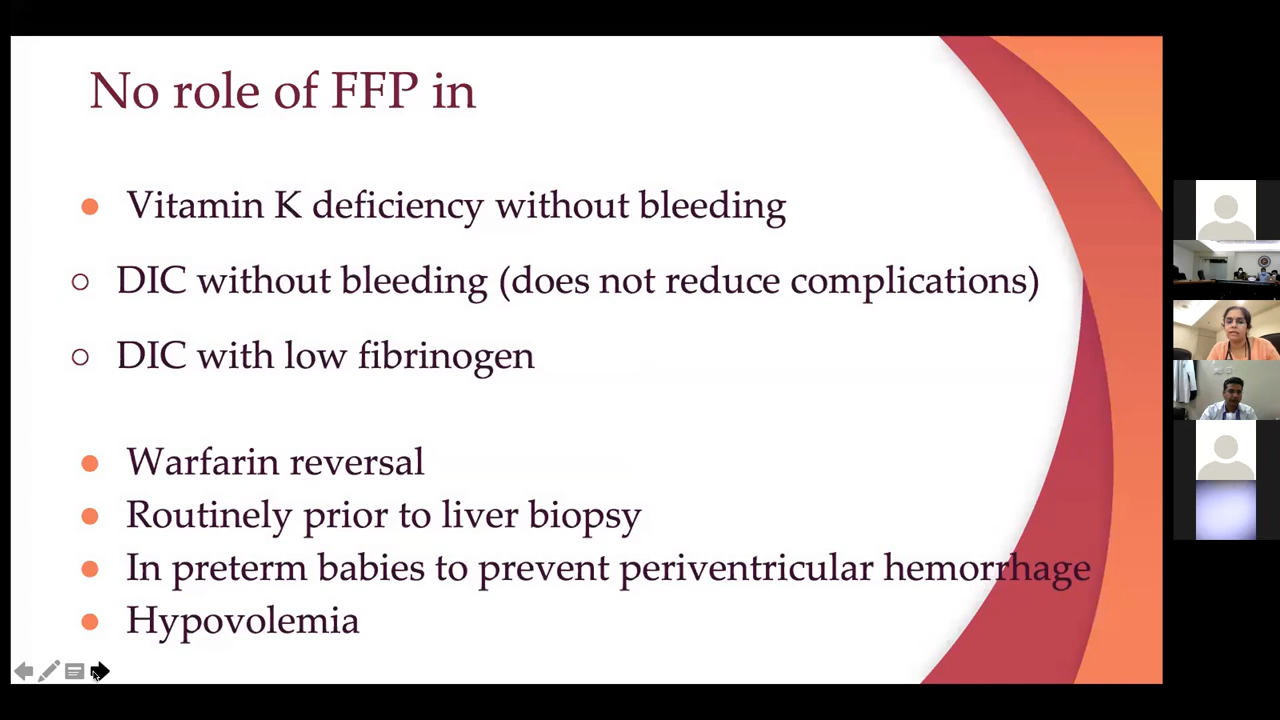 No role of FFP in
Vitamin K deficiency without bleeding
DIC without bleeding (does not reduce complications)
DIC with low fibrinogen
Warfarin reversal
Routinely prior to liver biopsy
In preterm babies to prevent periventricular hemorrhage
Hypovolemia